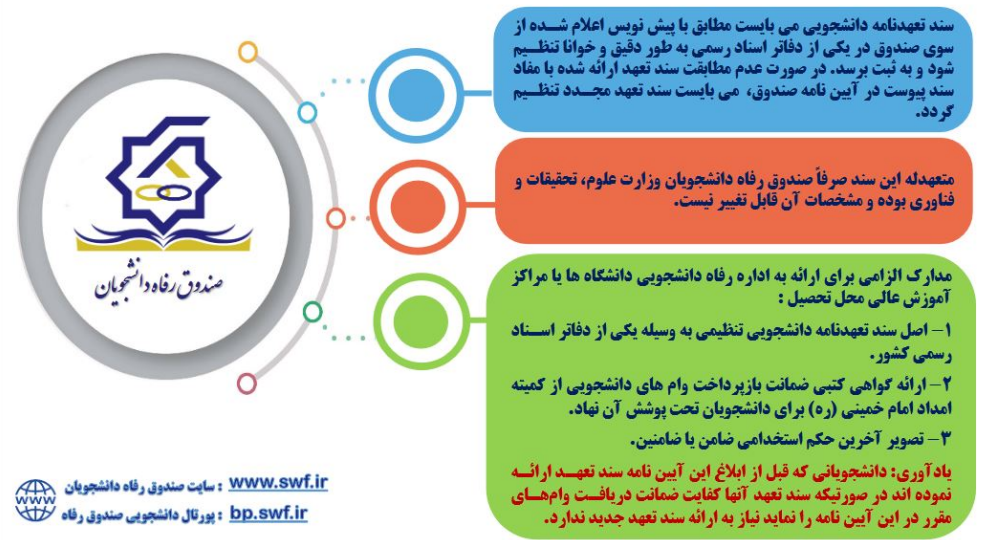 سند تعهدنامه دانشجویی می بایست مطابق با پیش نویس اعلام شده از
سوی صندوق در یکی از دفاتر اسناد رسمی به طور دقیق و خوانا تنظیم
شود و به ثبت برسد. در صورت عدم مطابقت سند تعهد ارائه شده با مفاد
سند پیوست در آیین نامه صندوق، می بایست سند تعهد مجدد تنظیم
گردد.
متعهدله این سند صرفاً صندوق رفاه دانشجویان وزارت علوم، تحقیقات و
فناوری بوده و مشخصات آن قابل تغییر نیست.
مدارک الزامی برای ارائه به اداره رفاه دانشجویی دانشگاه ها یا مراکز
آموزش عالی محل تحصیل :
۱- اصل سند تعهدنامه دانشجویی تنظیمی به وسیله یکی از دفاتر اسناد
رسمی کشور.
۲- ارائه گواهی کتبی ضمانت بازپرداخت وام های دانشجویی از کمیته
امداد امام خمینی (ره) برای دانشجویان تحت پوشش آن نهاد.
۳- تصویر آخرین حکم استخدامی ضامن یا ضامنین.
یادآوری: دانشجویانی که قبل از ابلاغ این آیین نامه سند تعهد ارائه
نموده اند در صورتیکه سند تعهد آنها کفایت ضمانت دریافت وام‌های
مقرر در این آیین نامه را نماید نیاز به ارائه سند تعهد جدید ندارد.
صندوق رفاه دانشجویان
www.swf.ir : سایت صندوق رفاه دانشجویان
bp.swf.ir : پورتال دانشجویی صندوق رفاه
www